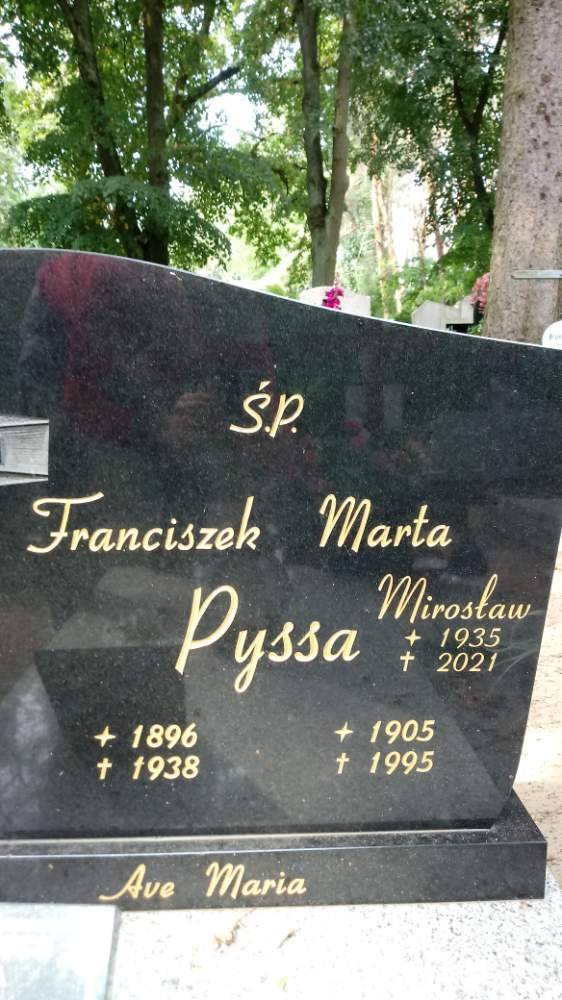 Ś.P.
Franciszek Marta
Pyssa
Mirosław
✦ 1935
✝ 2021
✦ 1896
✝ 1938
✦ 1905
✝ 1995
Ave Maria